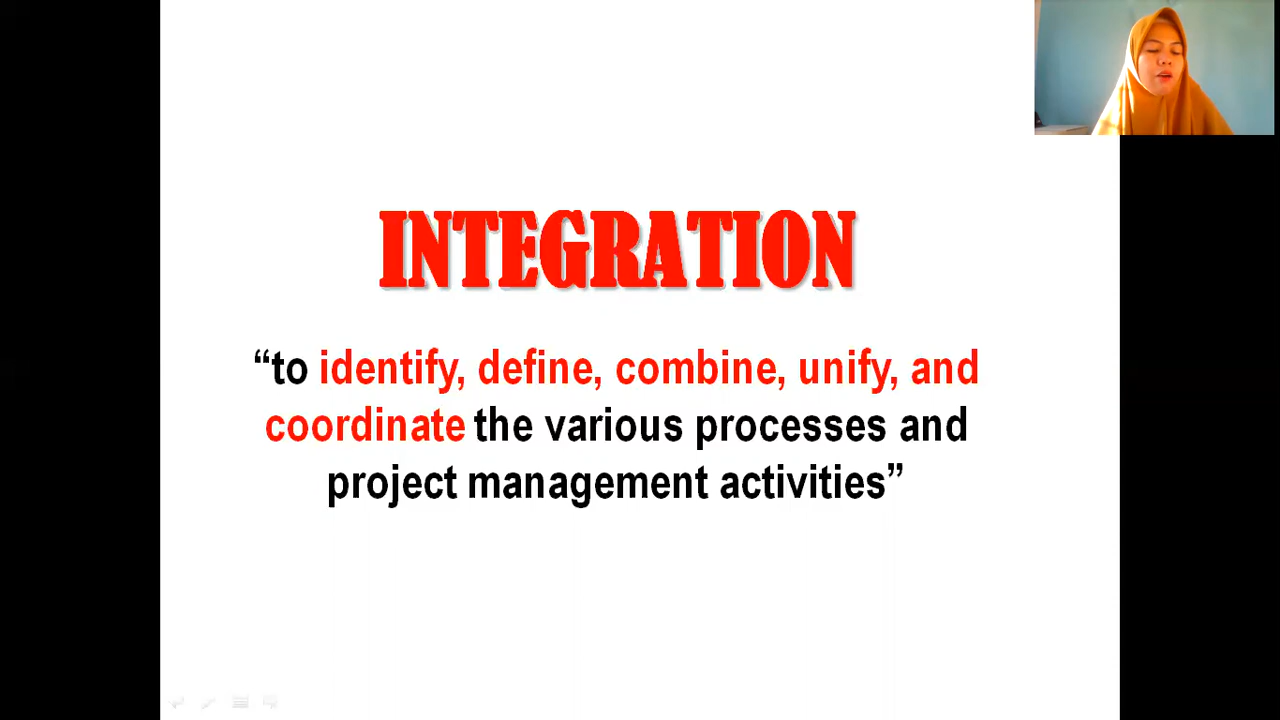 INTEGRATION
“to identify, define, combine, unify, and
coordinate the various processes and
project management activities”